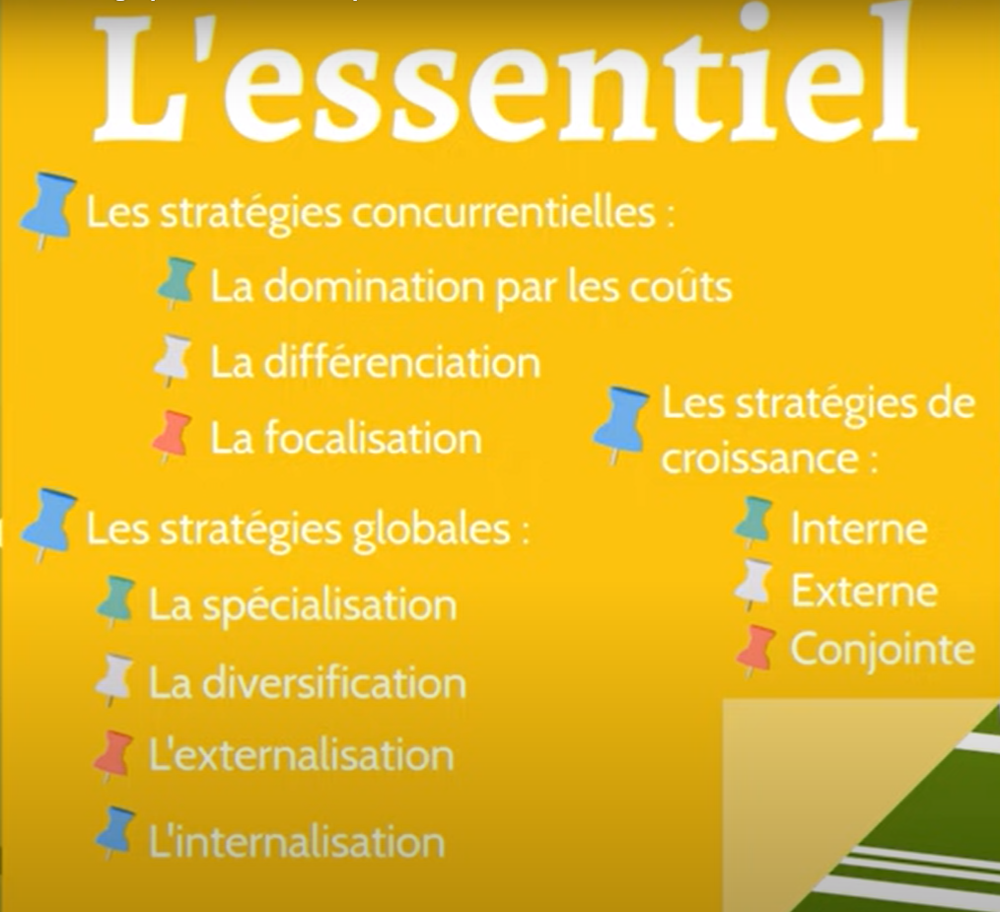 L'essentiel
Les stratégies concurrentielles :
La domination par les coûts
La différenciation
La focalisation
Les stratégies globales :
La spécialisation
La diversification
L'externalisation
L'internalisation
Les stratégies de
croissance :
Interne
Externe
Conjointe